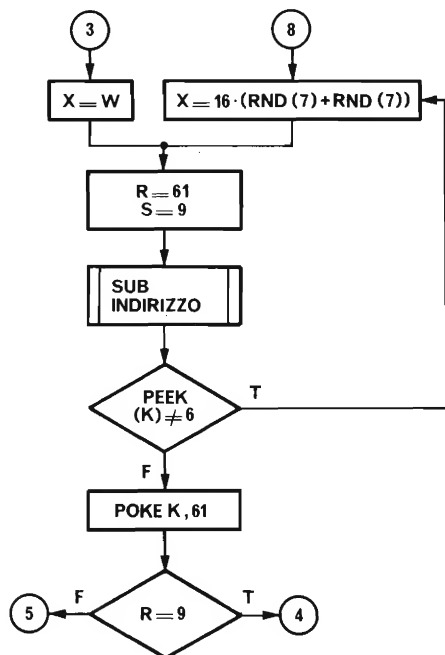 3
8
X = W
X = 16·(RND (7) + RND (7))
R = 61
S = 9
SUB
INDIRIZZO
PEEK
(K) ≠ 6
T
F
POKE K, 61
F
T
5
R = 9
4